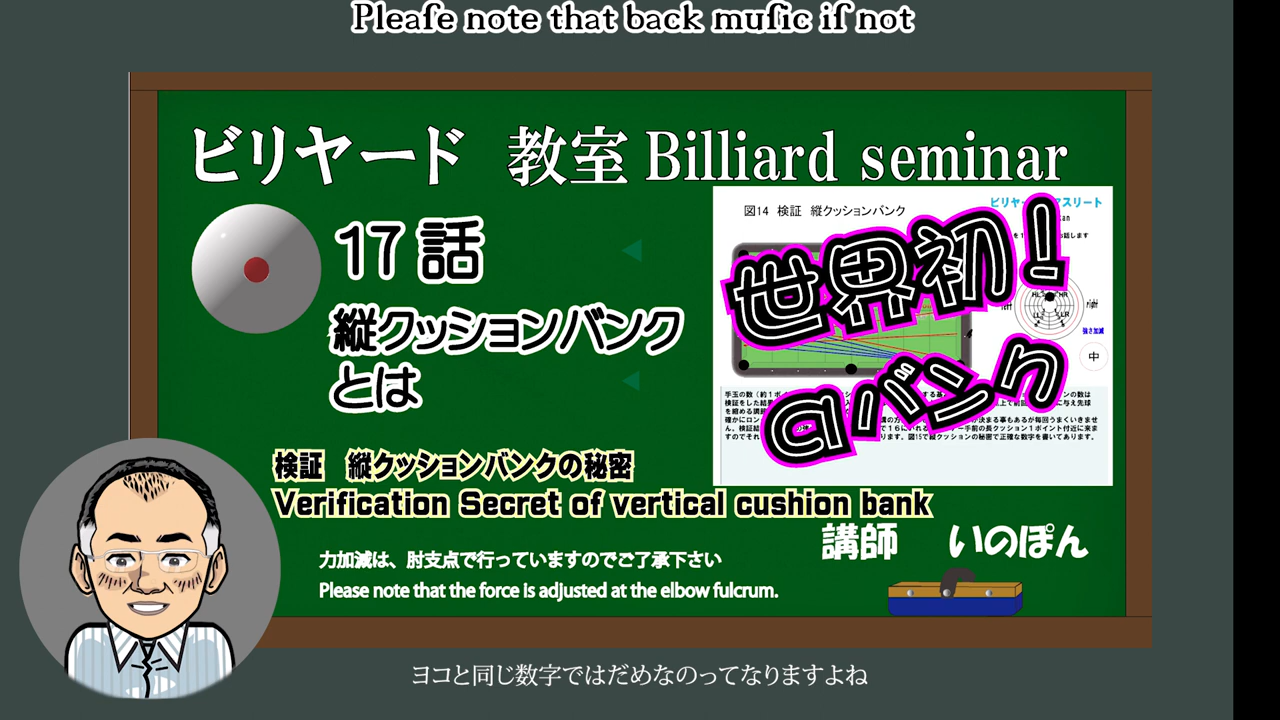 Please note that back music is not
ビリヤード 教室 Billiard seminar
17 話
縦クッションバンク
とは
図14 検証 縦クッションバンク
世界初！
aバンク
中
検証 縦クッションバンクの秘密
Verification Secret of vertical cushion bank
講師 いのぽん
力加減は、肘支点で行っていますのでご了承下さい
Please note that the force is adjusted at the elbow fulcrum.
ヨコと同じ数字ではだめなのってなりますよね